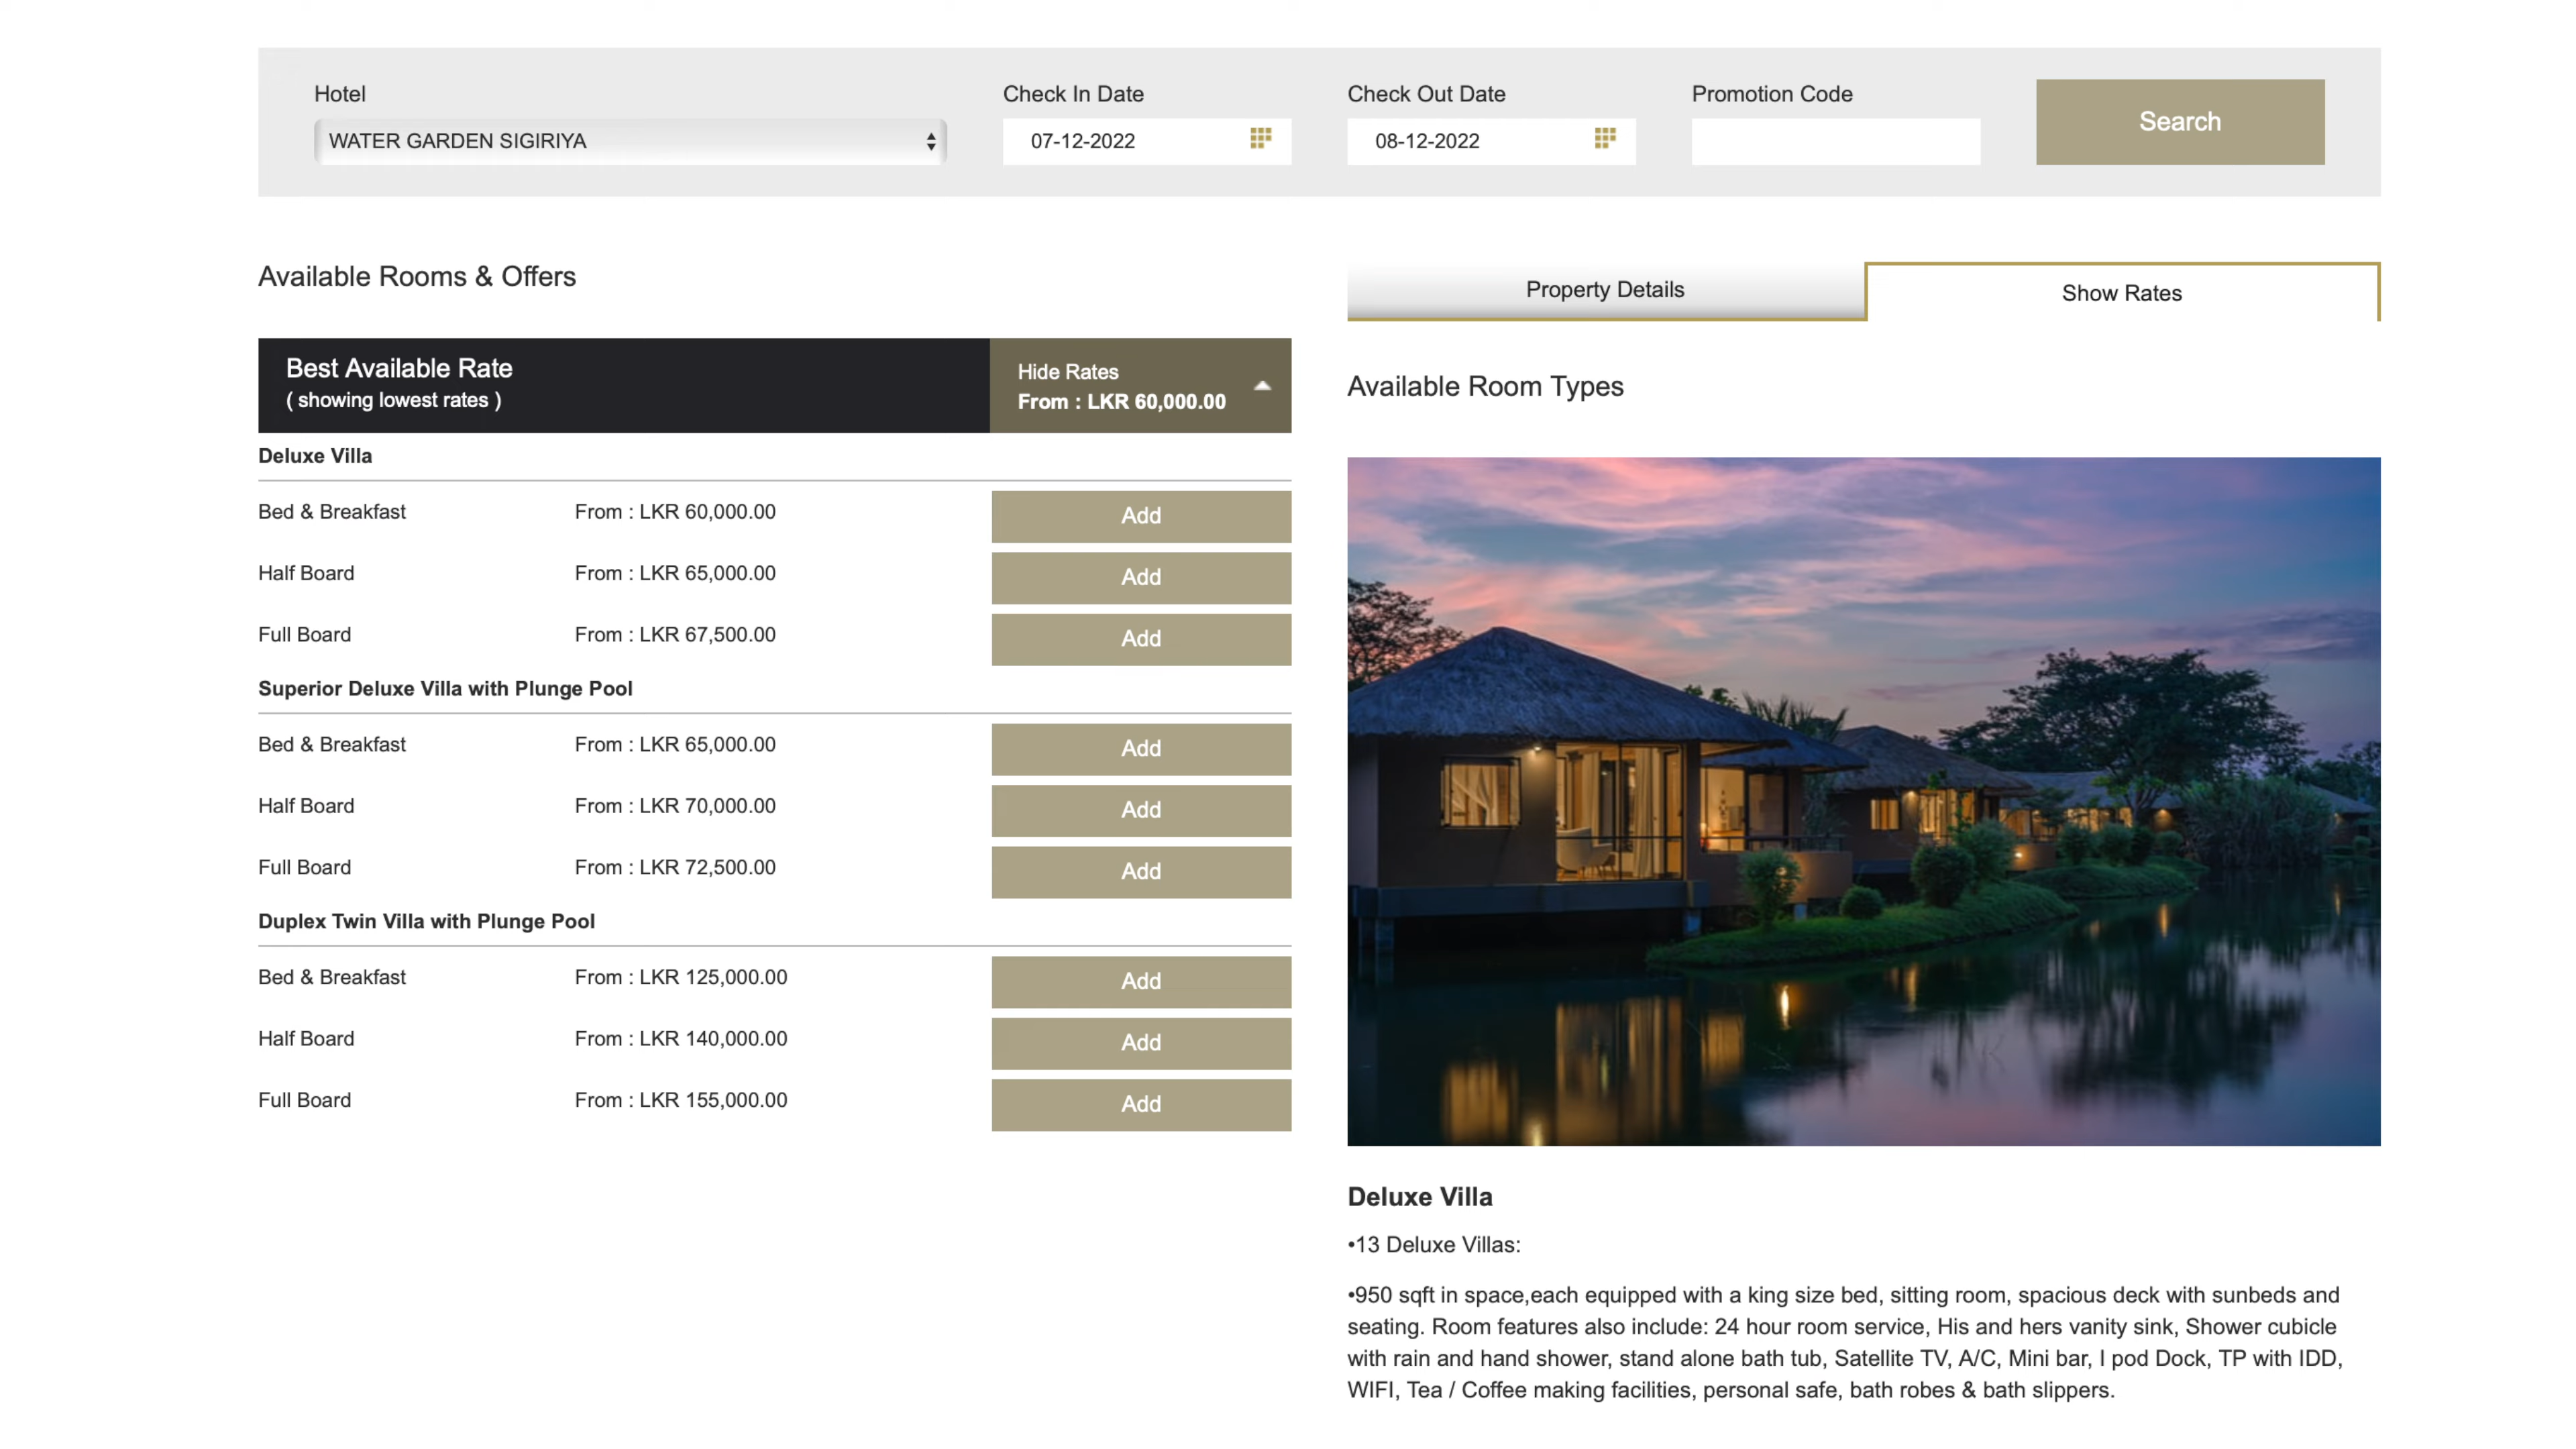 Hotel
Check In Date
Check Out Date
Promotion Code
WATER GARDEN SIGIRIYA
07-12-2022
08-12-2022
Search
Available Rooms & Offers
Best Available Rate
( showing lowest rates )
Hide Rates
From : LKR 60,000.00
Deluxe Villa
Bed & Breakfast From : LKR 60,000.00 Add
Half Board From : LKR 65,000.00 Add
Full Board From : LKR 67,500.00 Add
Superior Deluxe Villa with Plunge Pool
Bed & Breakfast From : LKR 65,000.00 Add
Half Board From : LKR 70,000.00 Add
Full Board From : LKR 72,500.00 Add
Duplex Twin Villa with Plunge Pool
Bed & Breakfast From : LKR 125,000.00 Add
Half Board From : LKR 140,000.00 Add
Full Board From : LKR 155,000.00 Add
Property Details
Show Rates
Available Room Types
Deluxe Villa
•13 Deluxe Villas:
•950 sqft in space,each equipped with a king size bed, sitting room, spacious deck with sunbeds and
seating. Room features also include: 24 hour room service, His and hers vanity sink, Shower cubicle
with rain and hand shower, stand alone bath tub, Satellite TV, A/C, Mini bar, I pod Dock, TP with IDD,
WIFI, Tea / Coffee making facilities, personal safe, bath robes & bath slippers.